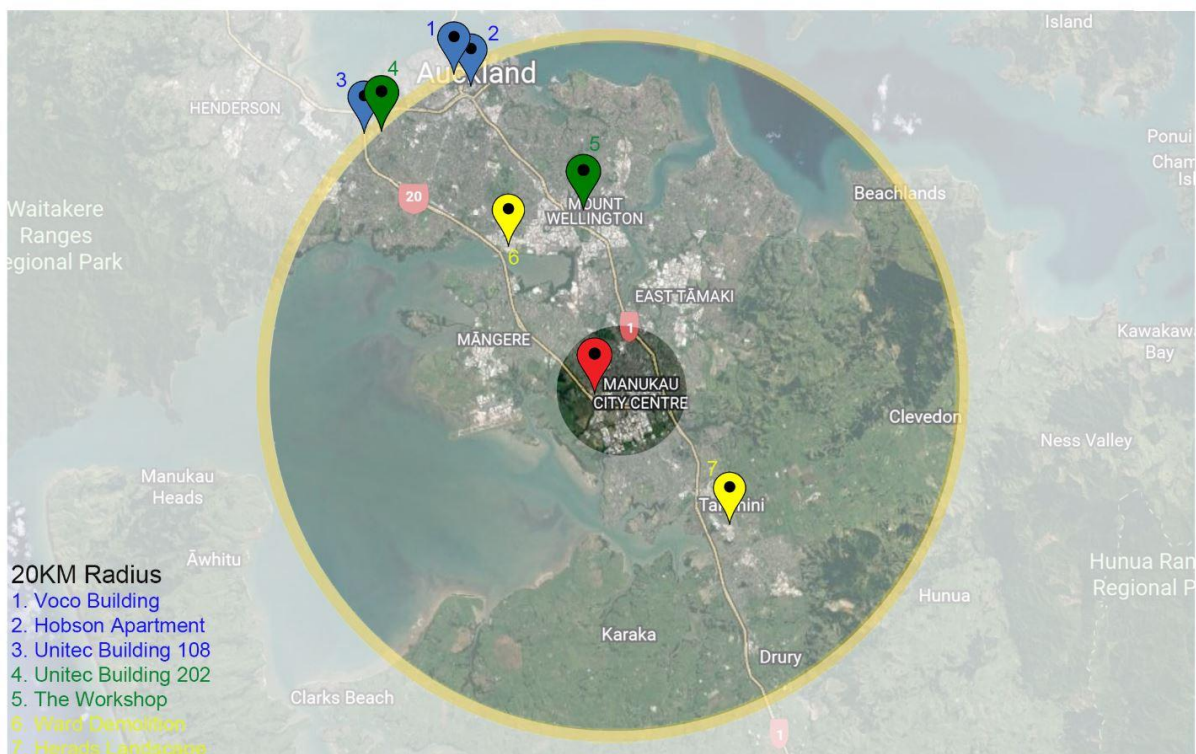 Island
1
2
Auckland
3
4
HENDERSON
Ponui
Cham
Isl
5
20
Beachlands
MOUNT
WELLINGTON
Waitakere
Ranges
egional Park
6
EAST TĀMAKI
1
MĀNGERE
Kawakaw
Bay
MANUKAU
CITY CENTRE
Clevedon
Ness Valley
7
Manukau
Heads
Āwhitu
Hunua Ran
Regional P
Hunua
Karaka
Drury
Clarks Beach
1
20KM Radius
1. Voco Building
2. Hobson Apartment
3. Unitec Building 108
4. Unitec Building 202
5. The Workshop
6. Ward Demolition